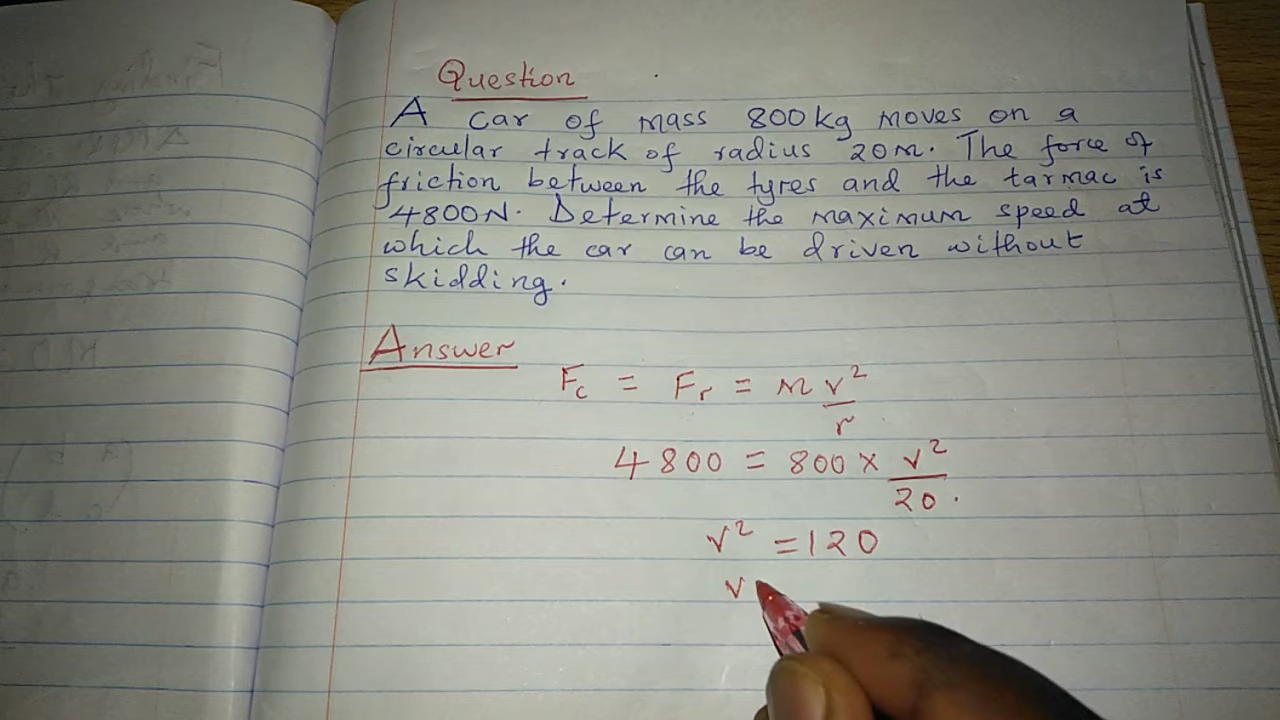 Question
A car of mass 800kg moves on a
circular track of radius 20m. The force of
friction between the tyres and the tarmac is
4800N. Determine the maximum speed at
which the car can be driven without
skidding.
Answer
Fc = Fr = m v²/r
4800 = 800 × v²/20.
v² = 120
v